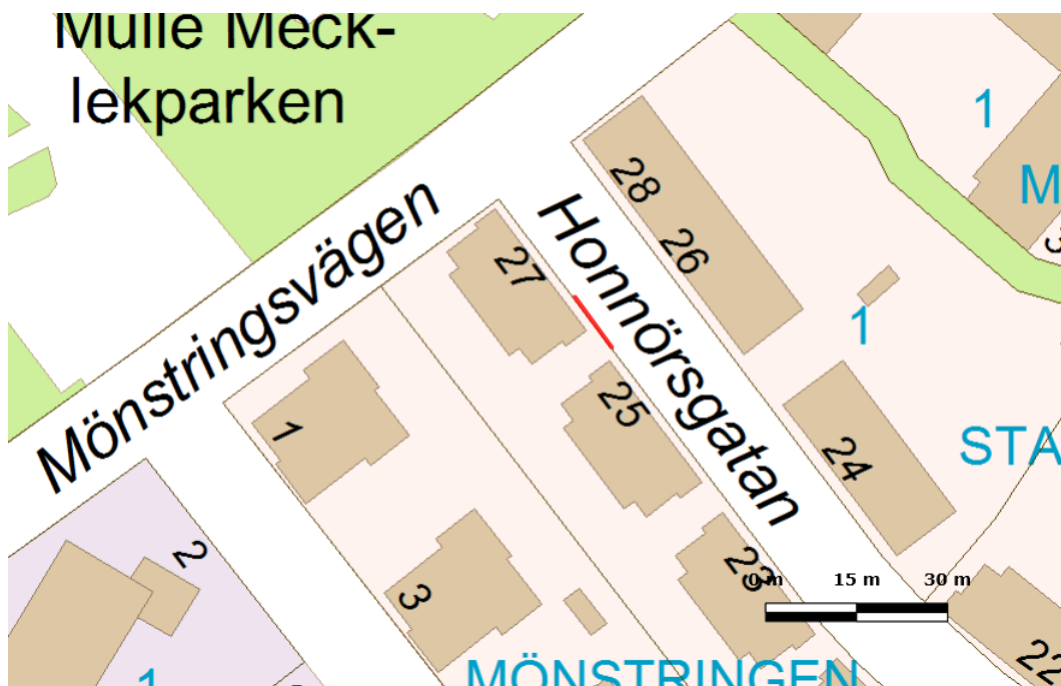 Mulle Meck-
lekparken
Mönstringsvägen
Honnörsgatan
28
26
27
25
24
23
22
1
3
2
1
1
1
M
STA
MÖNSTRINGEN
0 m 15 m 30 m